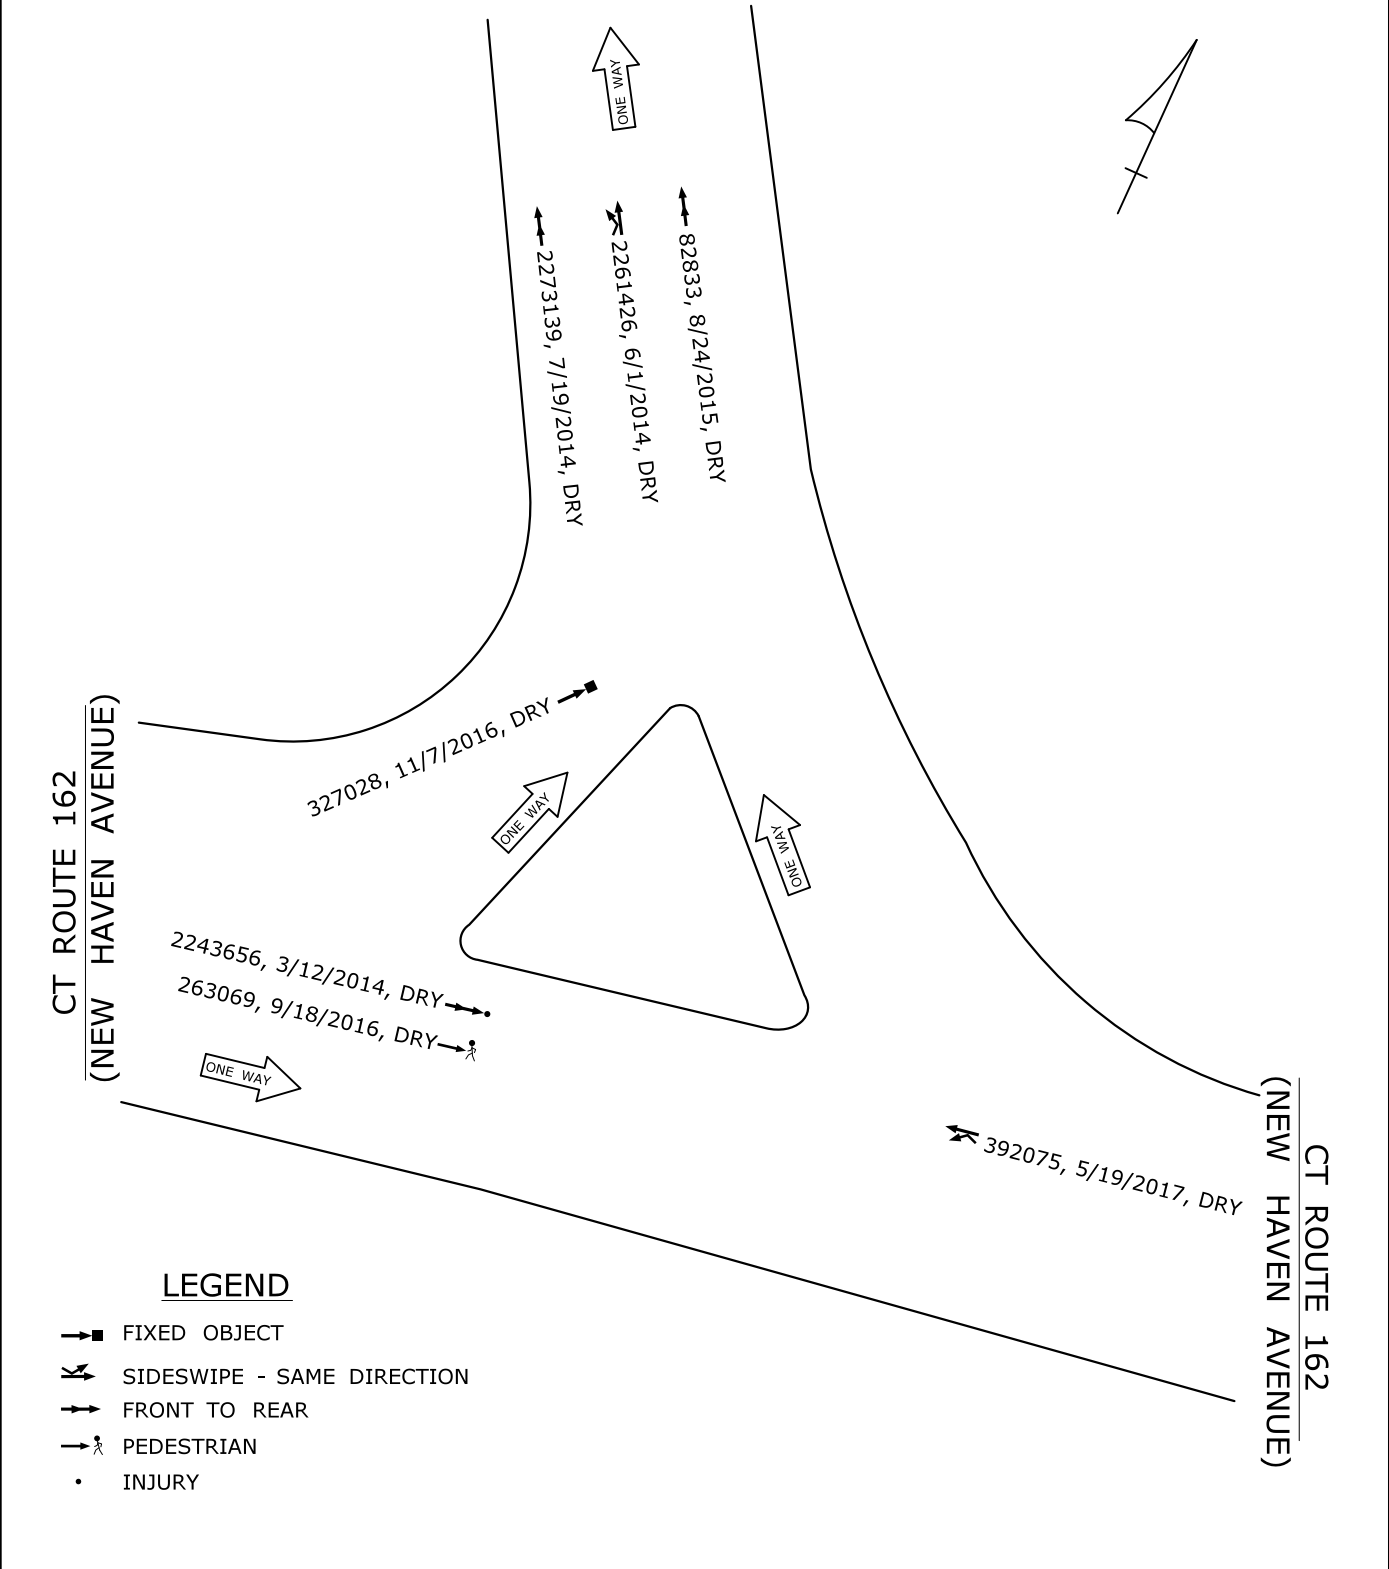 ONE WAY
2273139, 7/19/2014, DRY
2261426, 6/1/2014, DRY
82833, 8/24/2015, DRY
327028, 11/7/2016, DRY
ONE WAY
ONE WAY
CT ROUTE 162
(NEW HAVEN AVENUE)
2243656, 3/12/2014, DRY
263069, 9/18/2016, DRY
ONE WAY
392075, 5/19/2017, DRY
CT ROUTE 162
(NEW HAVEN AVENUE)
LEGEND
FIXED OBJECT
SIDESWIPE - SAME DIRECTION
FRONT TO REAR
PEDESTRIAN
INJURY